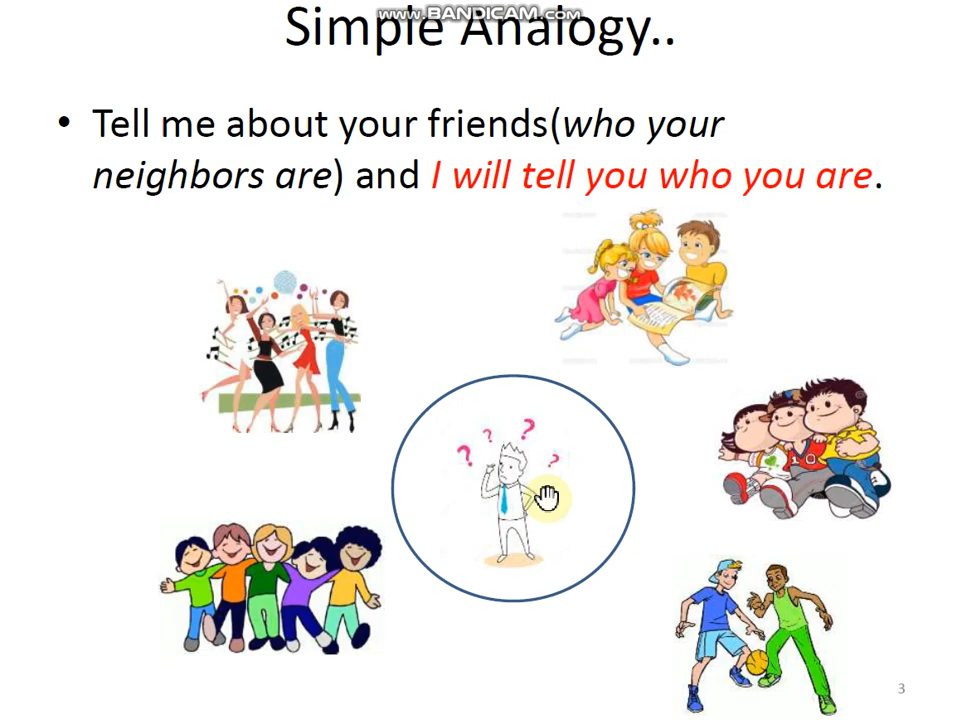 www.BANDICAM.com
Simple Analogy..
• Tell me about your friends(who your
neighbors are) and I will tell you who you are.
? ? ? ?
10
3